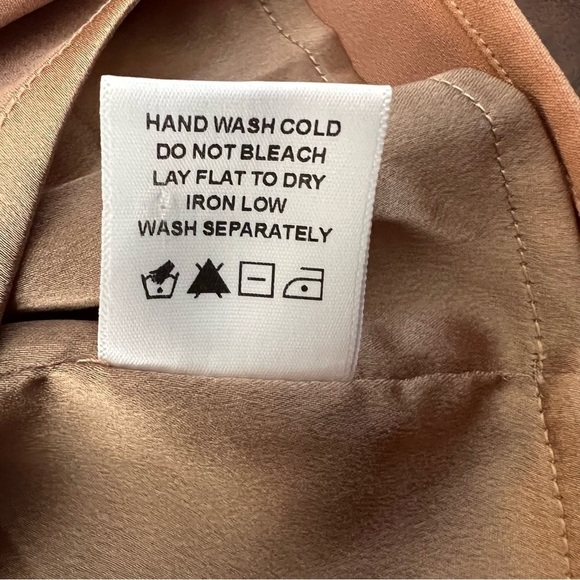 HAND WASH COLD
DO NOT BLEACH
LAY FLAT TO DRY
IRON LOW
WASH SEPARATELY